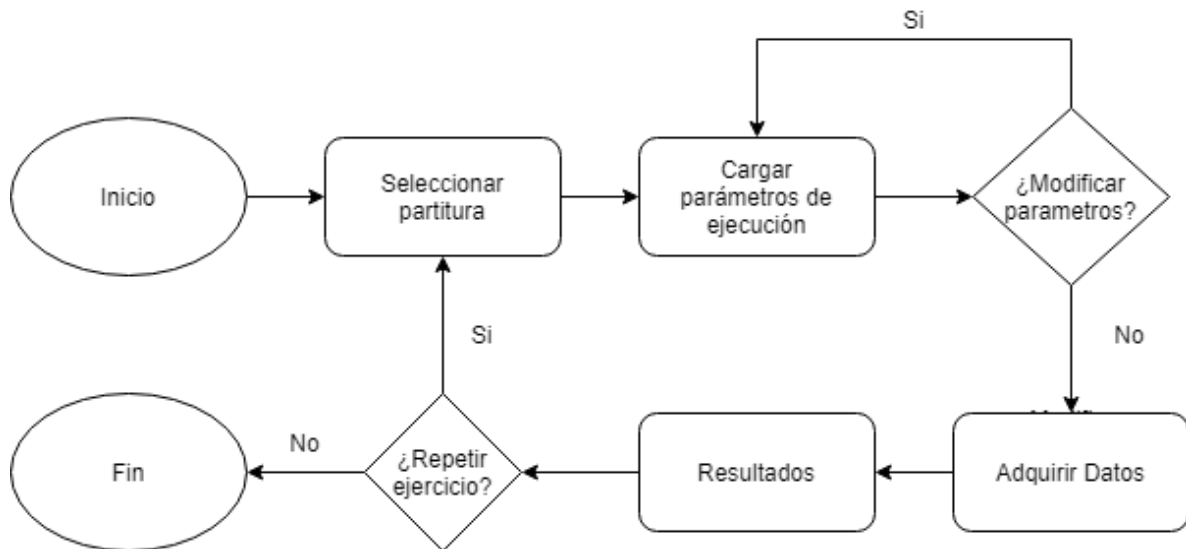 Si
Inicio
Seleccionar
partitura
Cargar
parámetros de
ejecución
¿Modificar
parametros?
Si
No
Fin
No
¿Repetir
ejercicio?
Resultados
Adquirir Datos